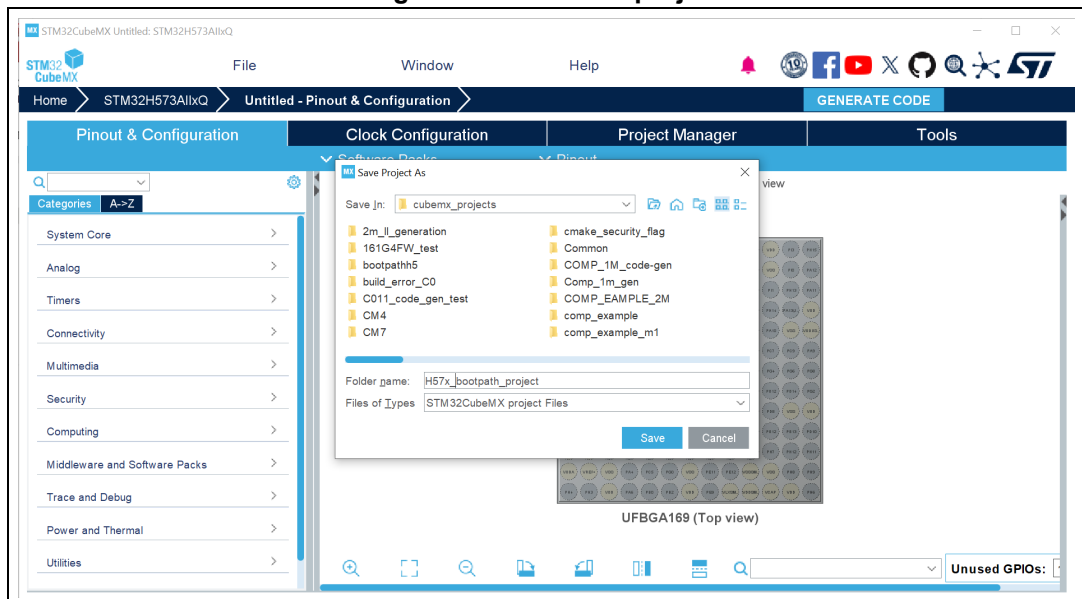 MX STM32CubeMX Untitled: STM32H573AIIxQ
STM32
CubeMX
File
Window
Help
Home
STM32H573AIIxQ
Untitled - Pinout & Configuration
GENERATE CODE
Pinout & Configuration
Clock Configuration
Project Manager
Tools
Software Packs
Pinout
Categories
A->Z
System Core
Analog
Timers
Connectivity
Multimedia
Security
Computing
Middleware and Software Packs
Trace and Debug
Power and Thermal
Utilities
MX Save Project As
Save In:
cubemx_projects
2m_ll_generation
161G4FW_test
bootpathh5
build_error_C0
C011_code_gen_test
CM4
CM7
cmake_security_flag
Common
COMP_1M_code-gen
Comp_1m_gen
COMP_EAMPLE_2M
comp_example
comp_example_m1
Folder name:
H57x_bootpath_project
Files of Types
STM32CubeMX project Files
Save
Cancel
view
UFBGA169 (Top view)
Unused GPIOs: